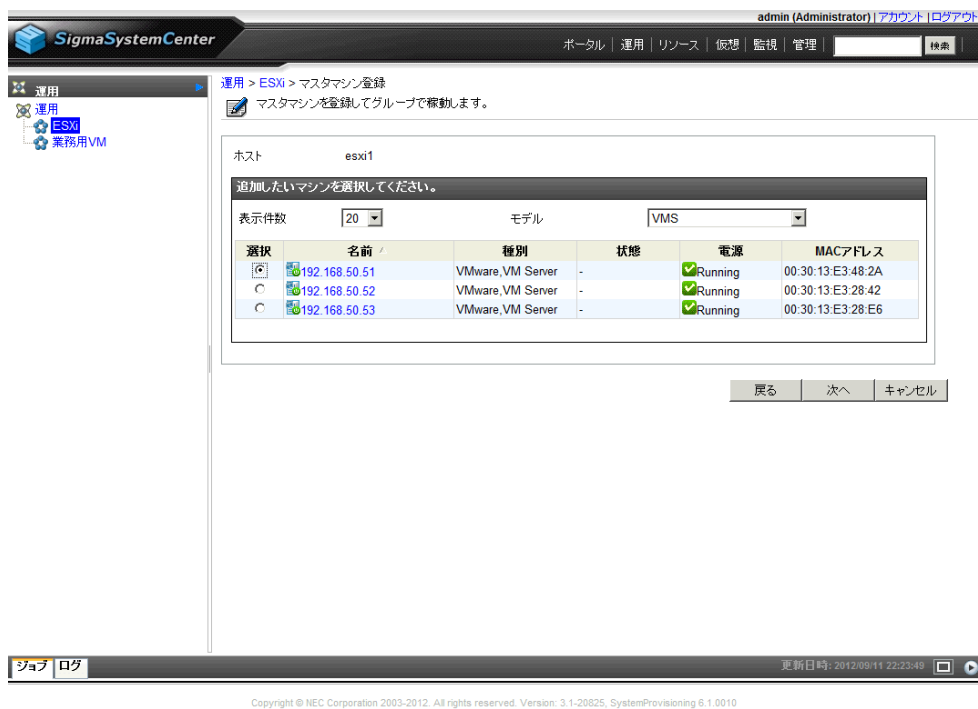 admin (Administrator) | アカウント | ログアウト
SigmaSystemCenter
ポータル | 運用 | リソース | 仮想 | 監視 | 管理 | 検索 |
運用
運用
ESXi
業務用VM
運用 > ESXi > マスタマシン登録
マスタマシンを登録してグループで稼動します。
ホスト esxi1
追加したいマシンを選択してください。
表示件数 20 モデル VMS
選択 名前 種別 状態 電源 MACアドレス
192.168.50.51 VMware,VM Server - Running 00:30:13:E3:48:2A
192.168.50.52 VMware,VM Server - Running 00:30:13:E3:28:42
192.168.50.53 VMware,VM Server - Running 00:30:13:E3:28:E6
戻る 次へ キャンセル
ジョブ ログ
更新日時: 2012/09/11 22:23:49
Copyright © NEC Corporation 2003-2012. All rights reserved. Version: 3.1-20825, SystemProvisioning 6.1.0010